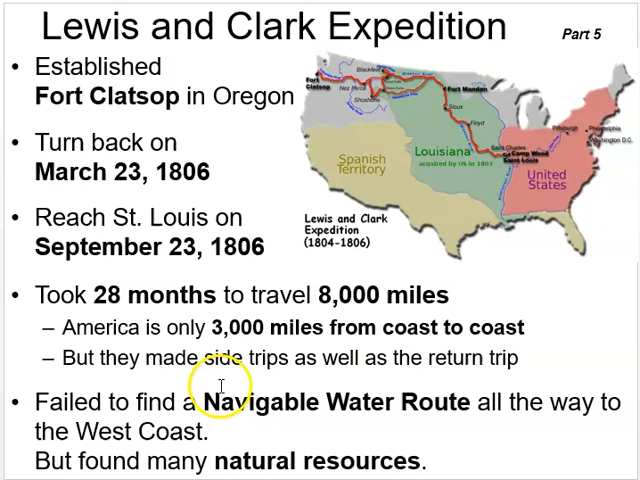 Lewis and Clark Expedition
Part 5
• Established
Fort Clatsop in Oregon
• Turn back on
March 23, 1806
• Reach St. Louis on
September 23, 1806
• Took 28 months to travel 8,000 miles
– America is only 3,000 miles from coast to coast
– But they made side trips as well as the return trip
• Failed to find a Navigable Water Route all the way to
the West Coast.
But found many natural resources.
Fort
Clatsop
Blackfeet
Nez Perce
Shoshone
Fort Mandan
Sioux
Floyd
Saint Charles
Camp Wood
Saint Louis
Pittsburgh
Philadelphia
Washington D.C.
Louisiana
acquired by US in 1803
Spanish
Territory
United
States
Lewis and Clark
Expedition
(1804-1806)